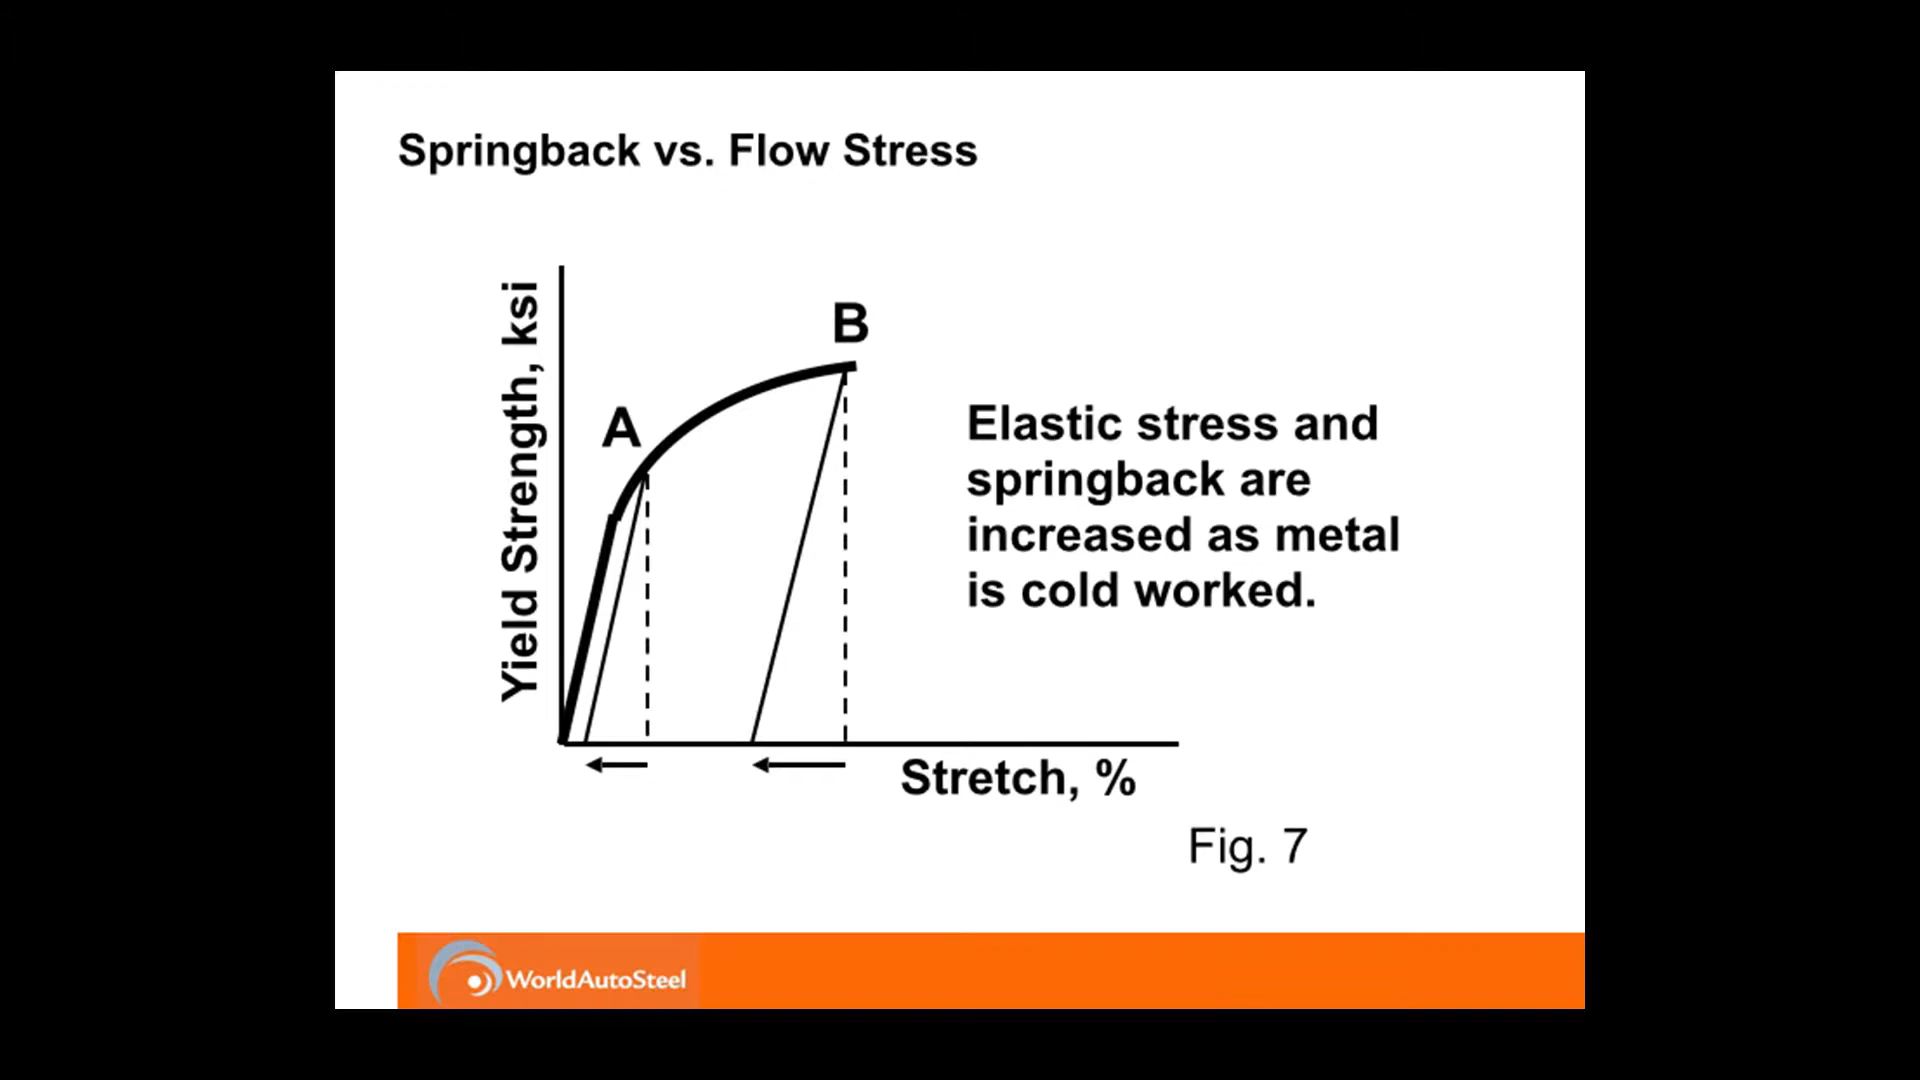 Springback vs. Flow Stress
Yield Strength, ksi
A
B
Elastic stress and
springback are
increased as metal
is cold worked.
Stretch, %
Fig. 7
WorldAutoSteel